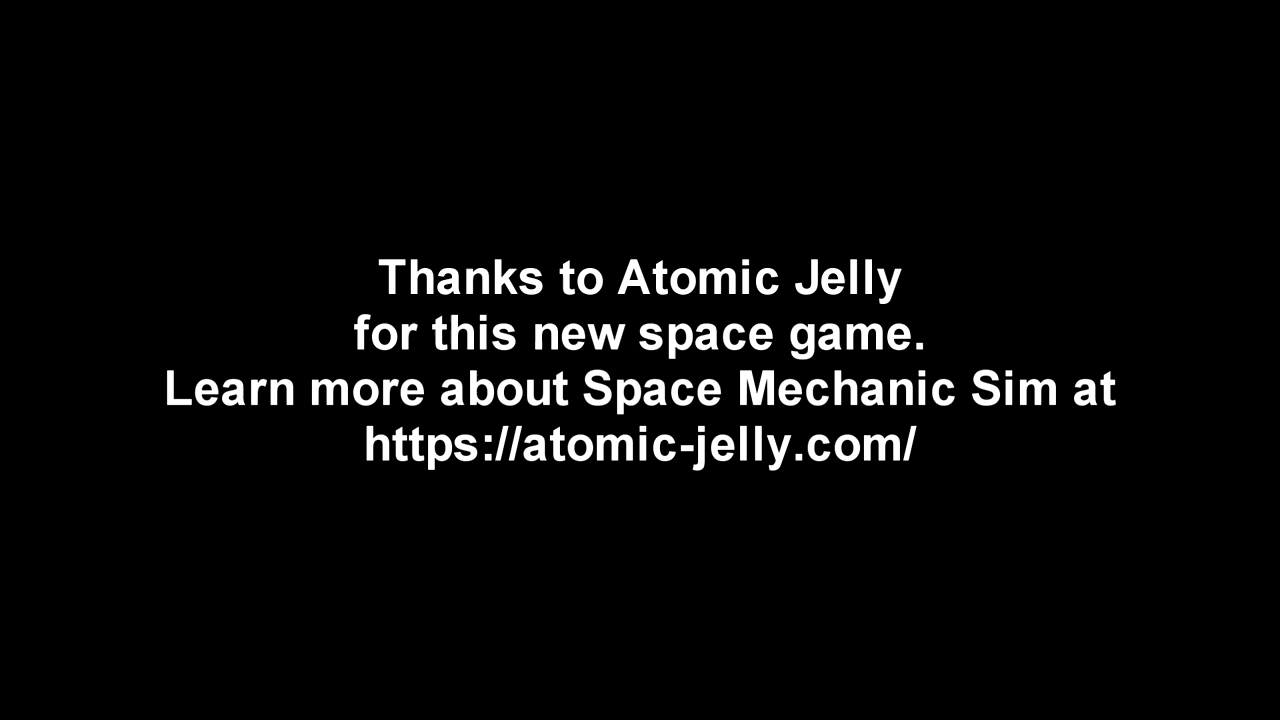 Thanks to Atomic Jelly
for this new space game.
Learn more about Space Mechanic Sim at
https://atomic-jelly.com/